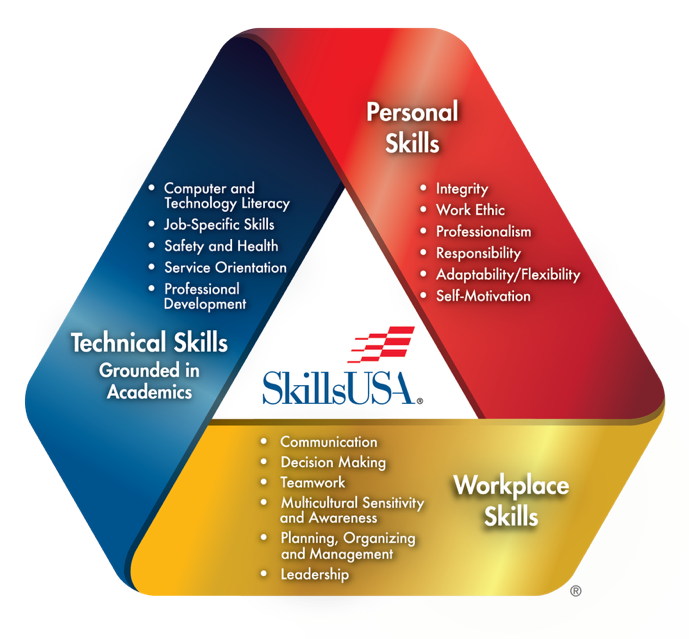 Personal
Skills
• Integrity
• Work Ethic
• Professionalism
• Responsibility
• Adaptability/Flexibility
• Self-Motivation
• Computer and
Technology Literacy
• Job-Specific Skills
• Safety and Health
• Service Orientation
• Professional
Development
Technical Skills
Grounded in
Academics
SkillsUSA®
• Communication
• Decision Making
• Teamwork
• Multicultural Sensitivity
and Awareness
• Planning, Organizing
and Management
• Leadership
Workplace
Skills
®